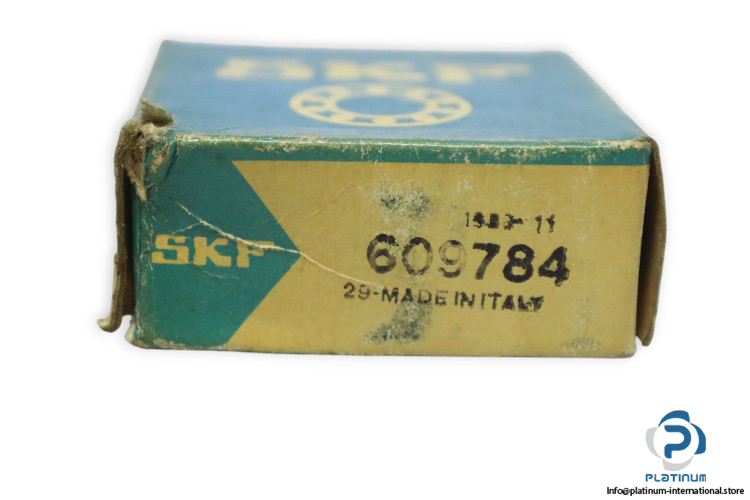 SKF
SKF
609784
29-MADE IN ITALY
PLATINUM
Info@platinum-international.store